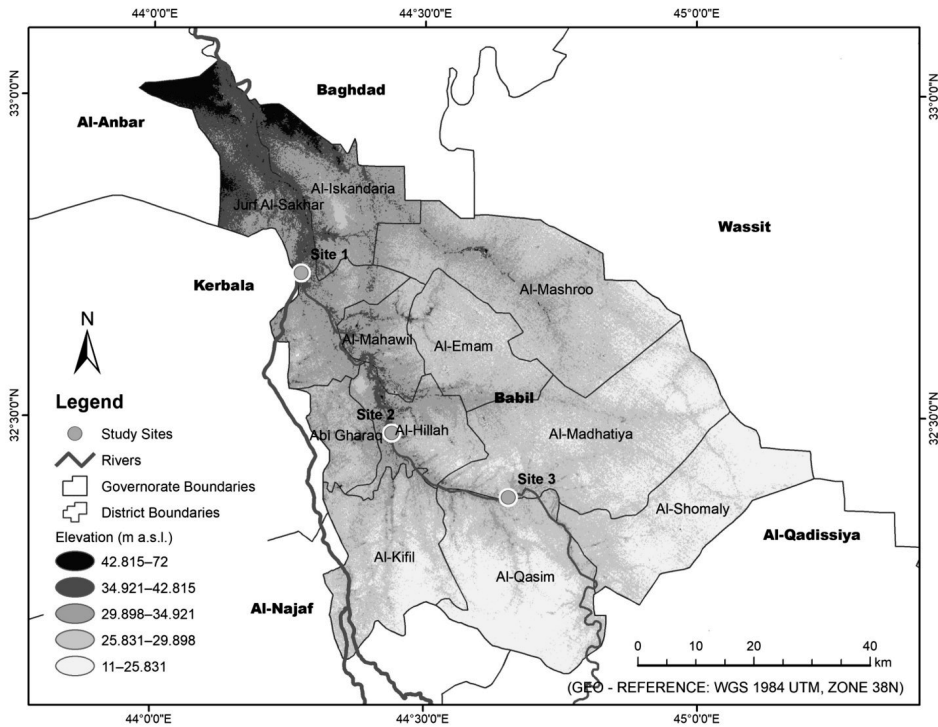 44°0'0"E
44°30'0"E
45°0'0"E
33°0'0"N
33°0'0"N
Baghdad
Al-Anbar
Al-Iskandaria
Jurf Al-Sakhar
Wassit
Site 1
Kerbala
Al-Mashroo
N
Al-Mahawil
Al-Emam
Legend
Babil
32°30'0"N
32°30'0"N
Site 2
Study Sites
Abi Gharaq
Al-Hillah
Al-Madhatiya
Rivers
Site 3
Governorate Boundaries
Al-Shomaly
District Boundaries
Al-Qadissiya
Elevation (m a.s.l.)
42.815–72
Al-Kifil
Al-Qasim
34.921–42.815
Al-Najaf
29.898–34.921
25.831–29.898
0 10 20 40
km
11–25.831
(GEO - REFERENCE: WGS 1984 UTM, ZONE 38N)
44°0'0"E
44°30'0"E
45°0'0"E